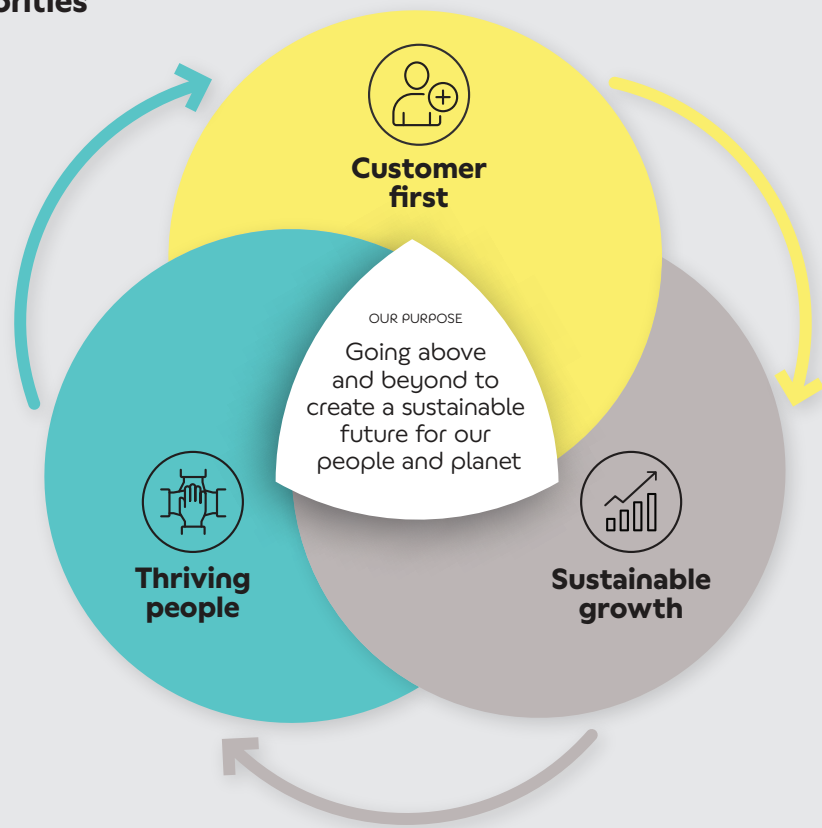 Customer
first
OUR PURPOSE
Going above
and beyond to
create a sustainable
future for our
people and planet
Thriving
people
Sustainable
growth